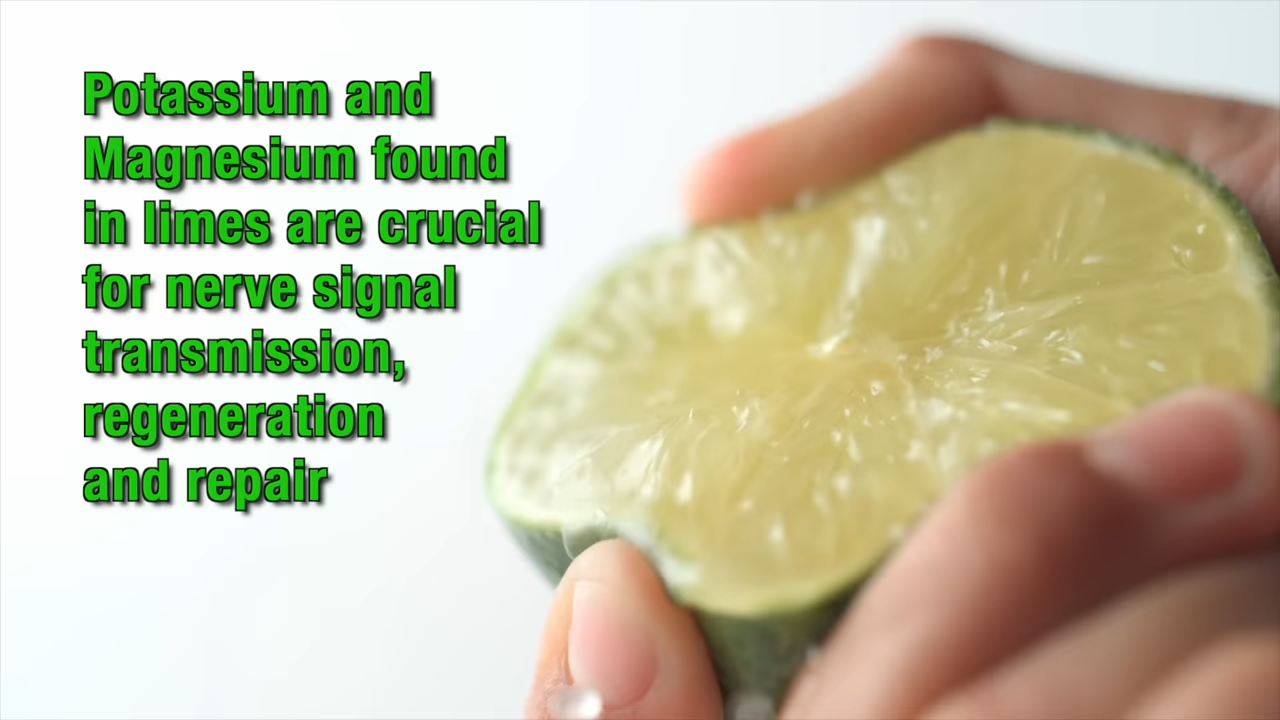 Potassium and
Magnesium found
in limes are crucial
for nerve signal
transmission,
regeneration
and repair